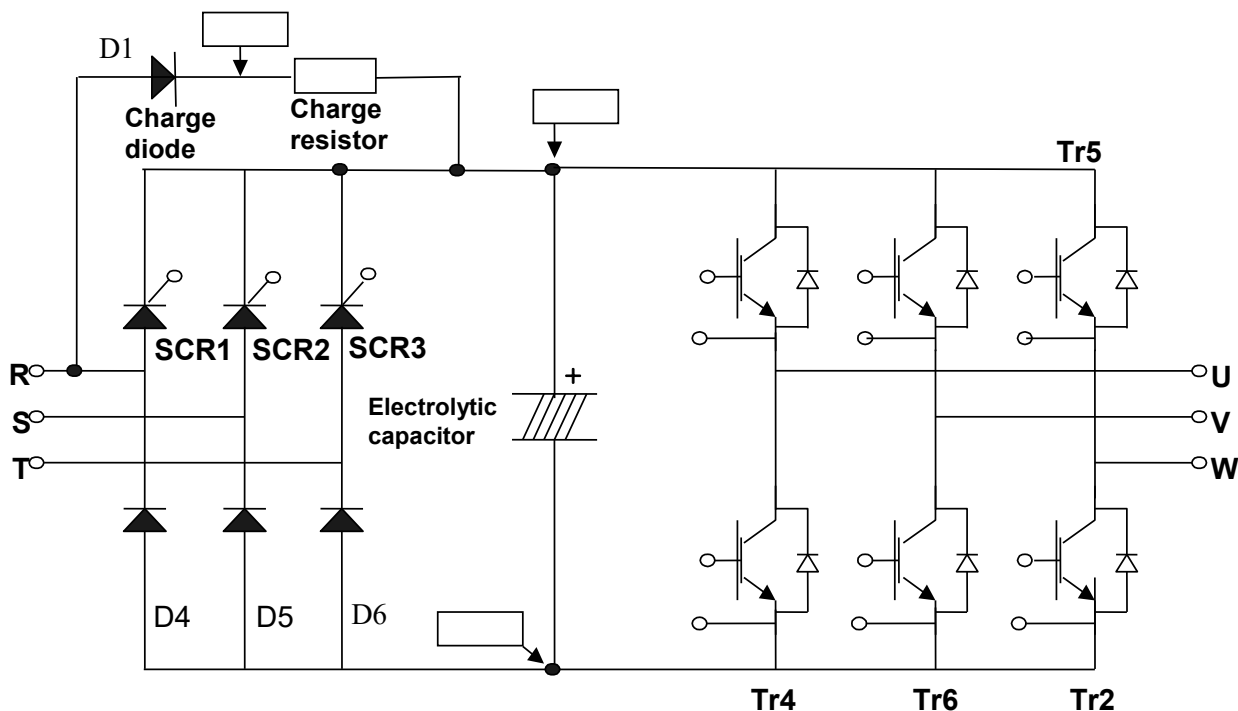 D1
Charge
diode
Charge
resistor
Tr5
SCR1
SCR2
SCR3
R
S
T
+
Electrolytic
capacitor
U
V
W
D4
D5
D6
Tr4
Tr6
Tr2